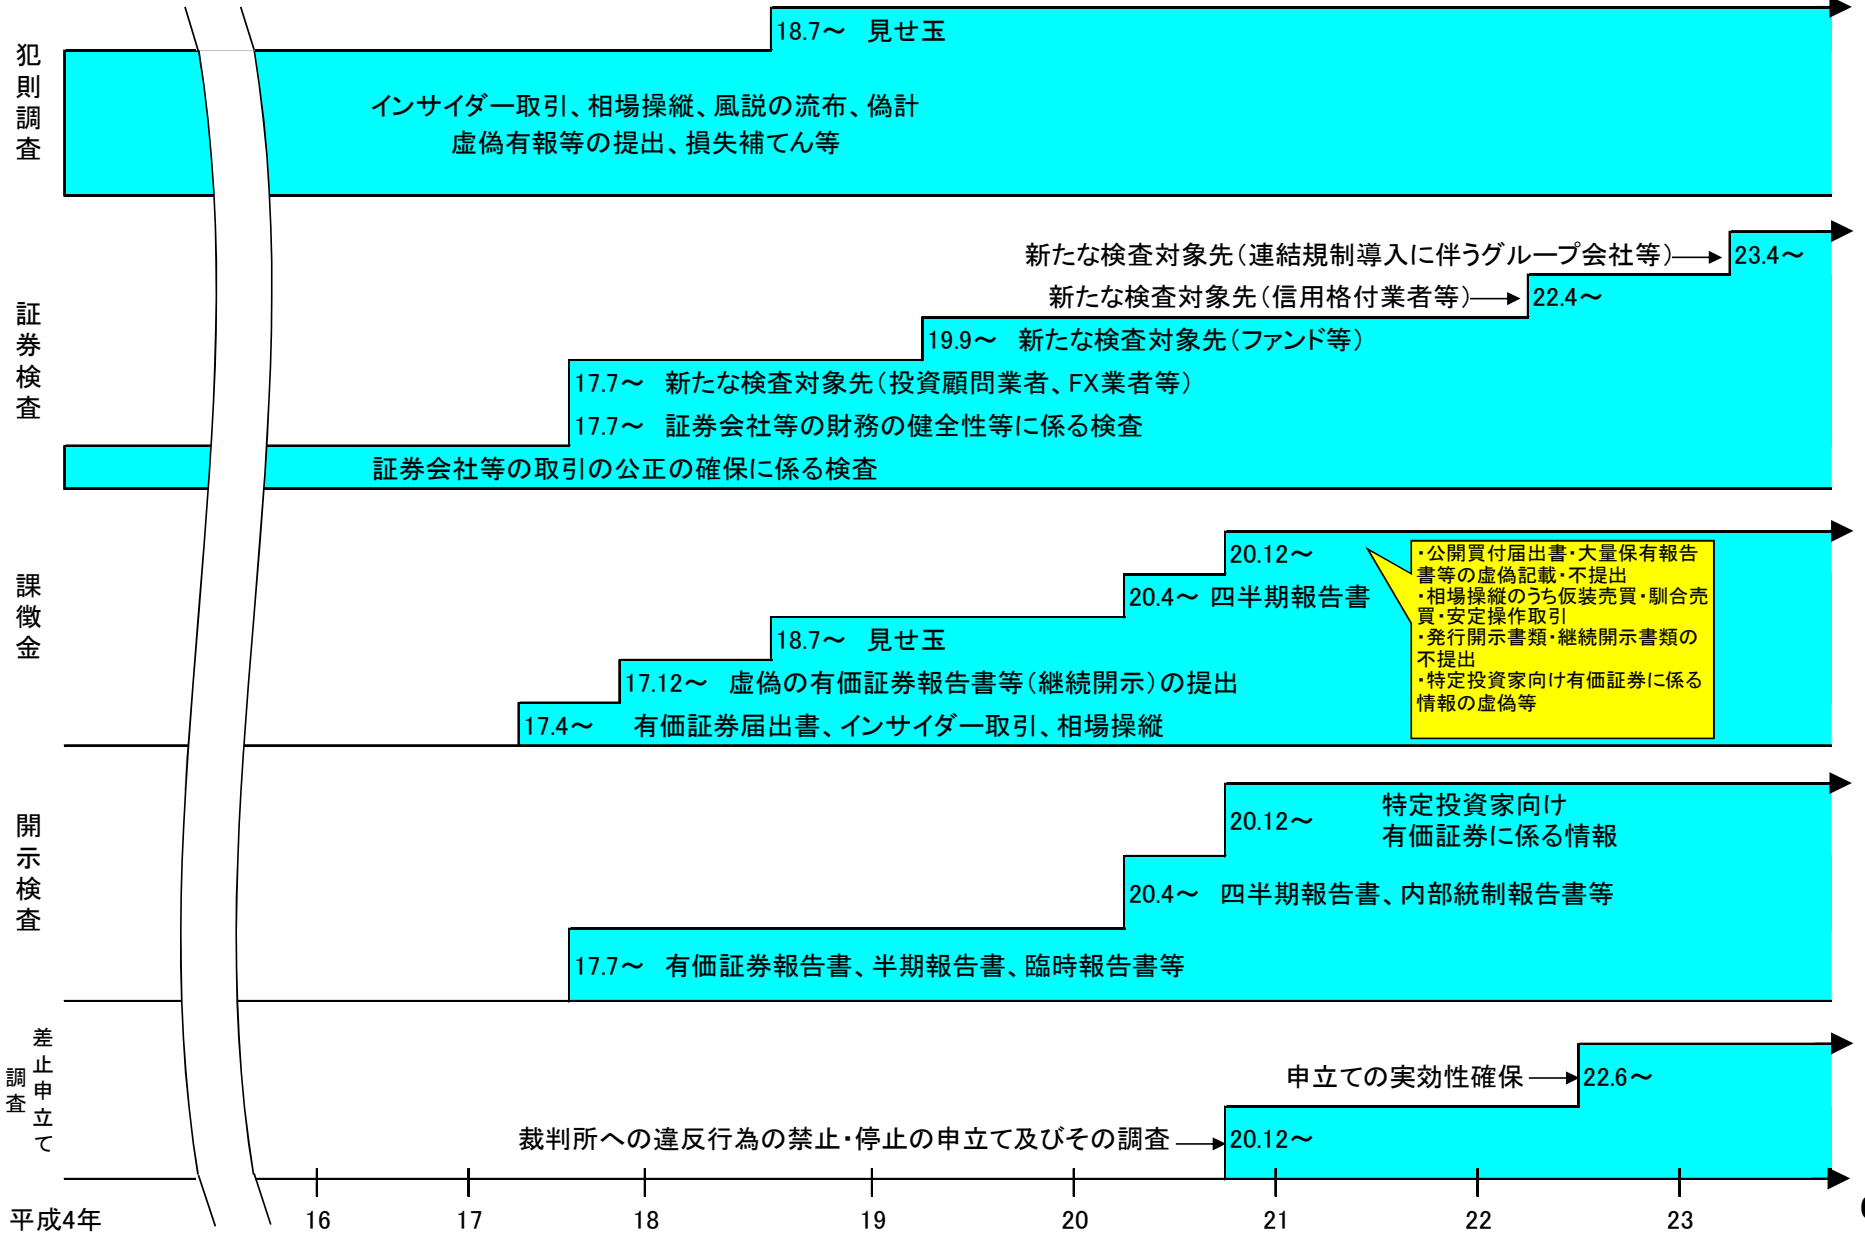 犯則調査
18.7～ 見せ玉
インサイダー取引、相場操縦、風説の流布、偽計
虚偽有報等の提出、損失補てん等
証券検査
新たな検査対象先（連結規制導入に伴うグループ会社等）
23.4～
新たな検査対象先（信用格付業者等）
22.4～
19.9～ 新たな検査対象先（ファンド等）
17.7～ 新たな検査対象先（投資顧問業者、FX業者等）
17.7～ 証券会社等の財務の健全性等に係る検査
証券会社等の取引の公正の確保に係る検査
課徴金
20.12～
・公開買付届出書・大量保有報告
書等の虚偽記載・不提出
・相場操縦のうち仮装売買・馴合売
買・安定操作取引
・発行開示書類・継続開示書類の
不提出
・特定投資家向け有価証券に係る
情報の虚偽等
20.4～ 四半期報告書
18.7～ 見せ玉
17.12～ 虚偽の有価証券報告書等（継続開示）の提出
17.4～ 有価証券届出書、インサイダー取引、相場操縦
開示検査
20.12～
特定投資家向け
有価証券に係る情報
20.4～ 四半期報告書、内部統制報告書等
17.7～ 有価証券報告書、半期報告書、臨時報告書等
差止申立て
調査
申立ての実効性確保
22.6～
裁判所への違反行為の禁止・停止の申立て及びその調査
20.12～
平成4年 16 17 18 19 20 21 22 23